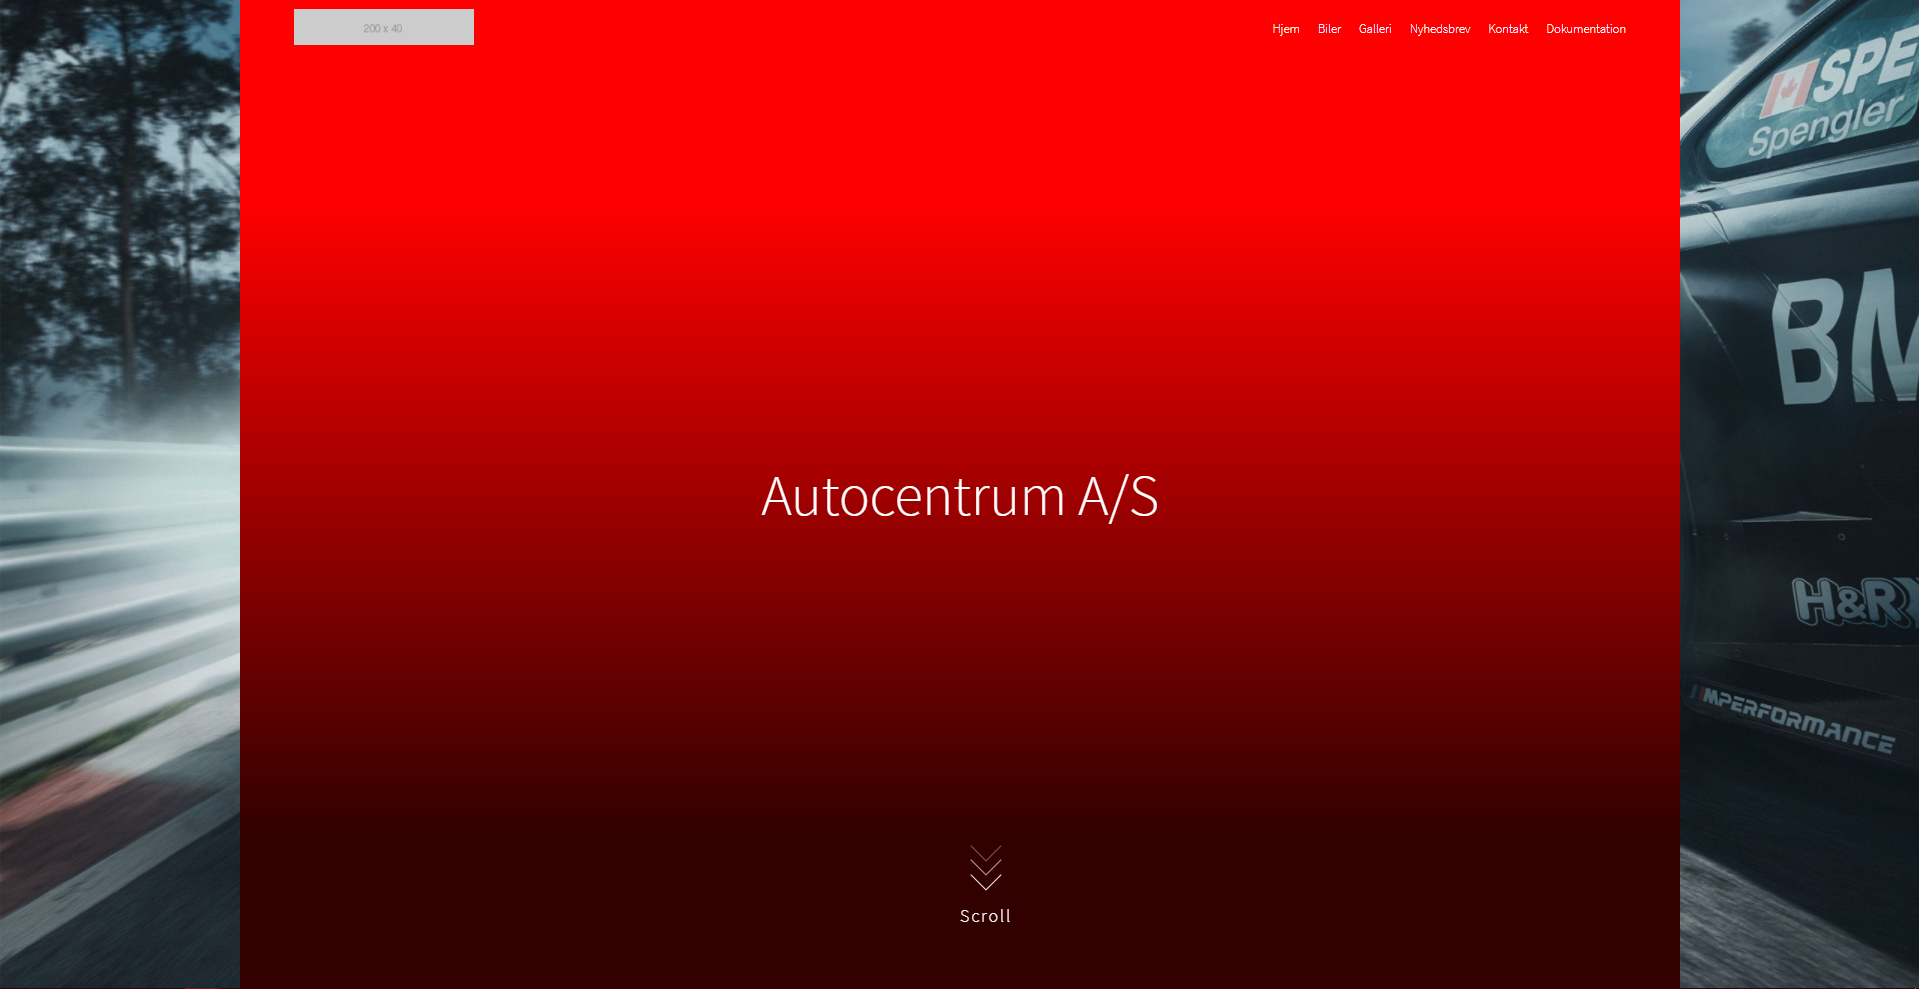 200 x 40
Hjem Biler Galleri Nyhedsbrev Kontakt Dokumentation
SPE
Spengler
BM
Autocentrum A/S
H&R
MPERFORMANCE
Scroll